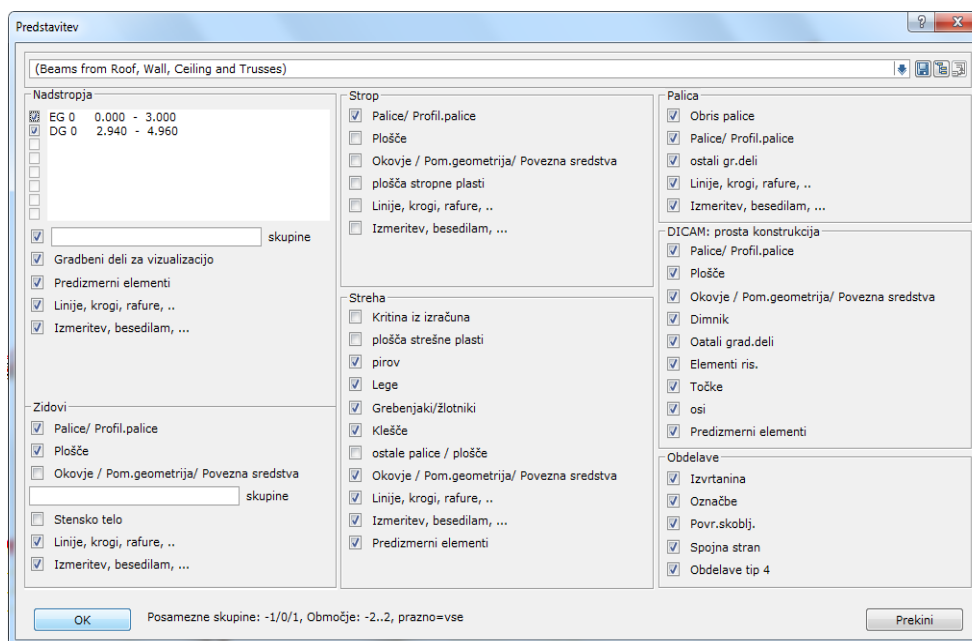 Predstavitev
(Beams from Roof, Wall, Ceiling and Trusses)
Nadstropja
EG 0 0.000 - 3.000
DG 0 2.940 - 4.960
skupine
Gradbeni deli za vizualizacijo
Predizmerni elementi
Linije, krogi, rafure, ..
Izmeritev, besedilam, ...
Zidovi
Palice/ Profil.palice
Plošče
Okovje / Pom.geometrija/ Povezna sredstva
skupine
Stensko telo
Linije, krogi, rafure, ..
Izmeritev, besedilam, ...
Strop
Palice/ Profil.palice
Plošče
Okovje / Pom.geometrija/ Povezna sredstva
plošča stropne plasti
Linije, krogi, rafure, ..
Izmeritev, besedilam, ...
Streha
Kritina iz izračuna
plošča strešne plasti
pirov
Lege
Grebenjaki/žlotniki
Klešče
ostale palice / plošče
Okovje / Pom.geometrija/ Povezna sredstva
Linije, krogi, rafure, ..
Izmeritev, besedilam, ...
Predizmerni elementi
Palica
Obris palice
Palice/ Profil.palice
ostali gr.deli
Linije, krogi, rafure, ..
Izmeritev, besedilam, ...
DICAM: prosta konstrukcija
Palice/ Profil.palice
Plošče
Okovje / Pom.geometrija/ Povezna sredstva
Dimnik
Oatali grad.deli
Elementi ris.
Točke
osi
Predizmerni elementi
Obdelave
Izvrtanina
Označbe
Povr.skoblj.
Spojna stran
Obdelave tip 4
OK
Posamezne skupine: -1/0/1, Območje: -2..2, prazno=vse
Prekini